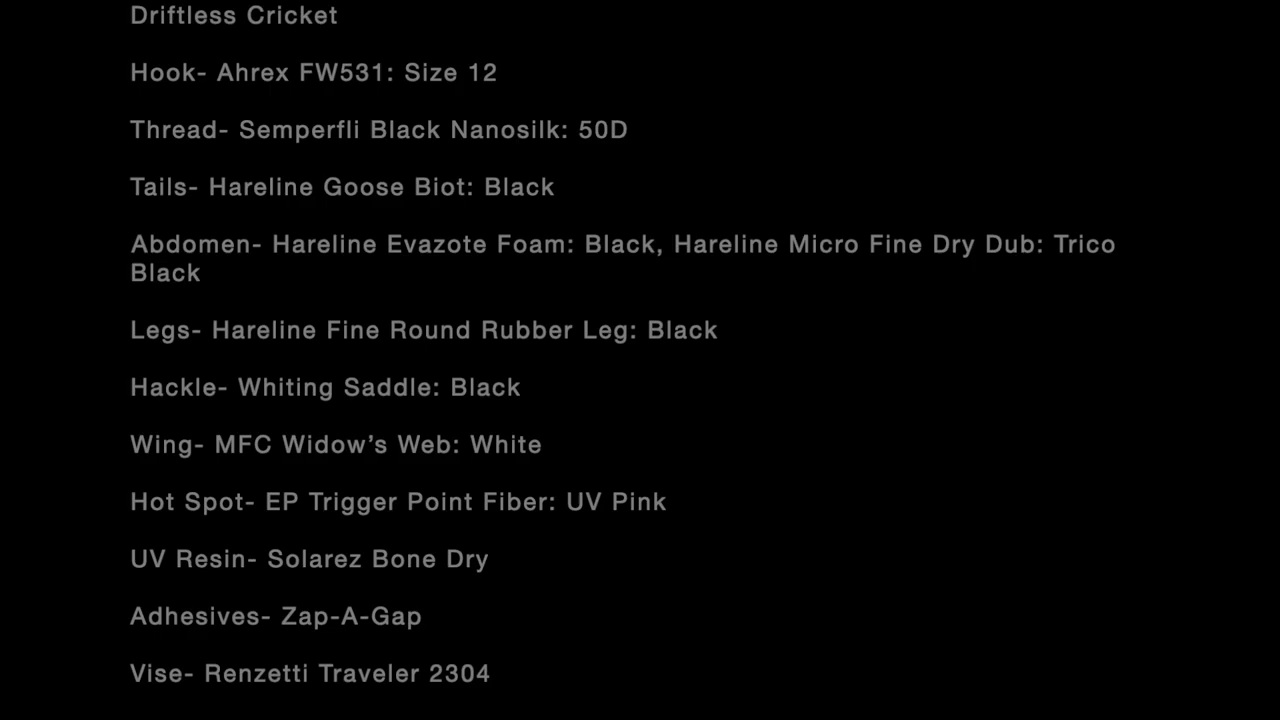 Driftless Cricket
Hook- Ahrex FW531: Size 12
Thread- Semperfli Black Nanosilk: 50D
Tails- Hareline Goose Biot: Black
Abdomen- Hareline Evazote Foam: Black, Hareline Micro Fine Dry Dub: Trico
Black
Legs- Hareline Fine Round Rubber Leg: Black
Hackle- Whiting Saddle: Black
Wing- MFC Widow’s Web: White
Hot Spot- EP Trigger Point Fiber: UV Pink
UV Resin- Solarez Bone Dry
Adhesives- Zap-A-Gap
Vise- Renzetti Traveler 2304